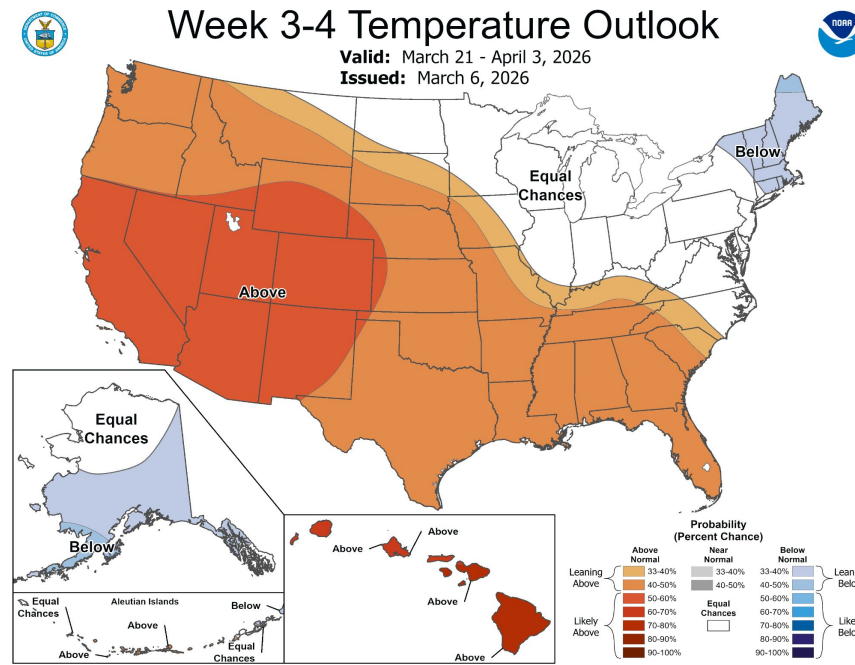 Week 3-4 Temperature Outlook
Valid: March 21 - April 3, 2026
Issued: March 6, 2026
NOAA
Below
Equal
Chances
Above
Equal
Chances
Below
Equal
Chances
Aleutian Islands
Above
Above
Below
Equal
Chances
Above
Above
Above
Above
Probability
(Percent Chance)
Above
Normal
Near
Normal
Below
Normal
Leaning
Above
33-40%
40-50%
33-40%
40-50%
33-40%
40-50%
Likely
Above
50-60%
60-70%
70-80%
80-90%
90-100%
Equal
Chances
50-60%
60-70%
70-80%
80-90%
90-100%